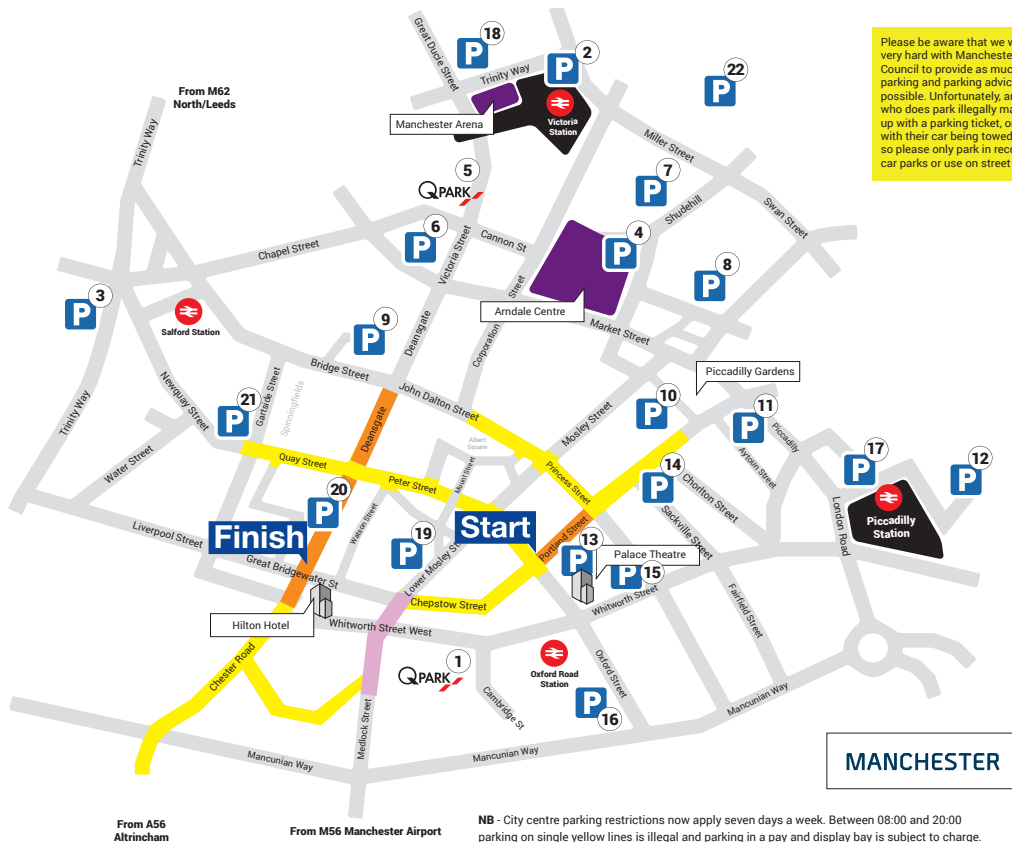 Great Ducie Street
18
Trinity Way
2
22
From M62
North/Leeds
Trinity Way
Manchester Arena
Victoria
Station
Miller Street
Please be aware that we w
very hard with Manchester
Council to provide as much
parking and parking advic
possible. Unfortunately, an
who does park illegally ma
up with a parking ticket, or
with their car being towed
so please only park in reco
car parks or use on street
5
QPARK
7
P
Shudehill
Swan Street
6
P
Cannon St
4
P
Chapel Street
Victoria Street
8
P
3
P
Salford Station
9
P
Arndale Centre
Corporation Street
Market Street
Deansgate
Bridge Street
Piccadilly Gardens
Newquay Street
Gartside Street
Spinningfields
John Dalton Street
Mosley Street
10
P
11
P
Piccadilly
21
P
Trinity Way
Deansgate
Albert
Square
Aytoun Street
Water Street
Quay Street
Peter Street
Mount Street
Princess Street
14
P
Chorlton Street
17
P
12
P
20
P
Watson Street
Sackville Street
London Road
Piccadilly
Station
Liverpool Street
Finish
19
P
Start
Portland Street
13
P
Palace Theatre
Great Bridgewater St
Lower Mosley St
15
P
Chepstow Street
Whitworth Street
Fairfield Street
Hilton Hotel
Whitworth Street West
Chester Road
1
QPARK
Oxford Road
Station
Oxford Street
Cambridge St
P
16
Mancunian Way
Medlock Street
Mancunian Way
Mancunian Way
MANCHESTER
From A56
Altrincham
From M56 Manchester Airport
NB - City centre parking restrictions now apply seven days a week. Between 08:00 and 20:00
parking on single yellow lines is illegal and parking in a pay and display bay is subject to charge.